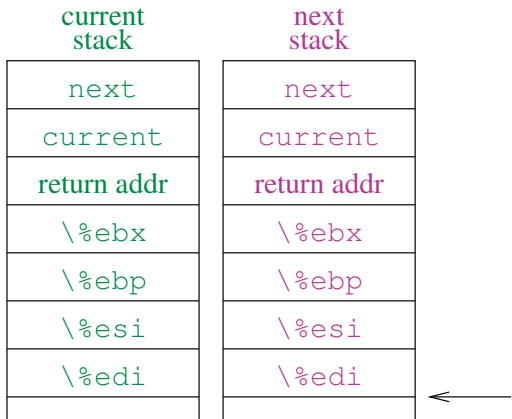 current
stack
next
current
return addr
\%ebx
\%ebp
\%esi
\%edi
next
stack
next
current
return addr
\%ebx
\%ebp
\%esi
\%edi